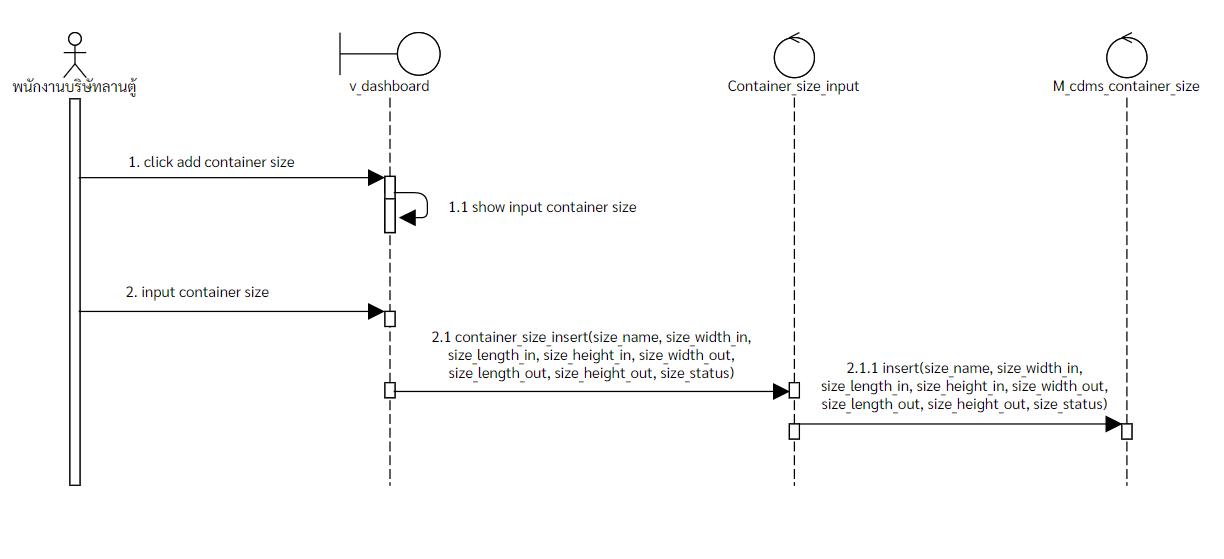 พนักงานบริษัทลานตู้
v_dashboard
Container_size_input
M_cdms_container_size
1. click add container size
1.1 show input container size
2. input container size
2.1 container_size_insert(size_name, size_width_in,
size_length_in, size_height_in, size_width_out,
size_length_out, size_height_out, size_status)
2.1.1 insert(size_name, size_width_in,
size_length_in, size_height_in, size_width_out,
size_length_out, size_height_out, size_status)